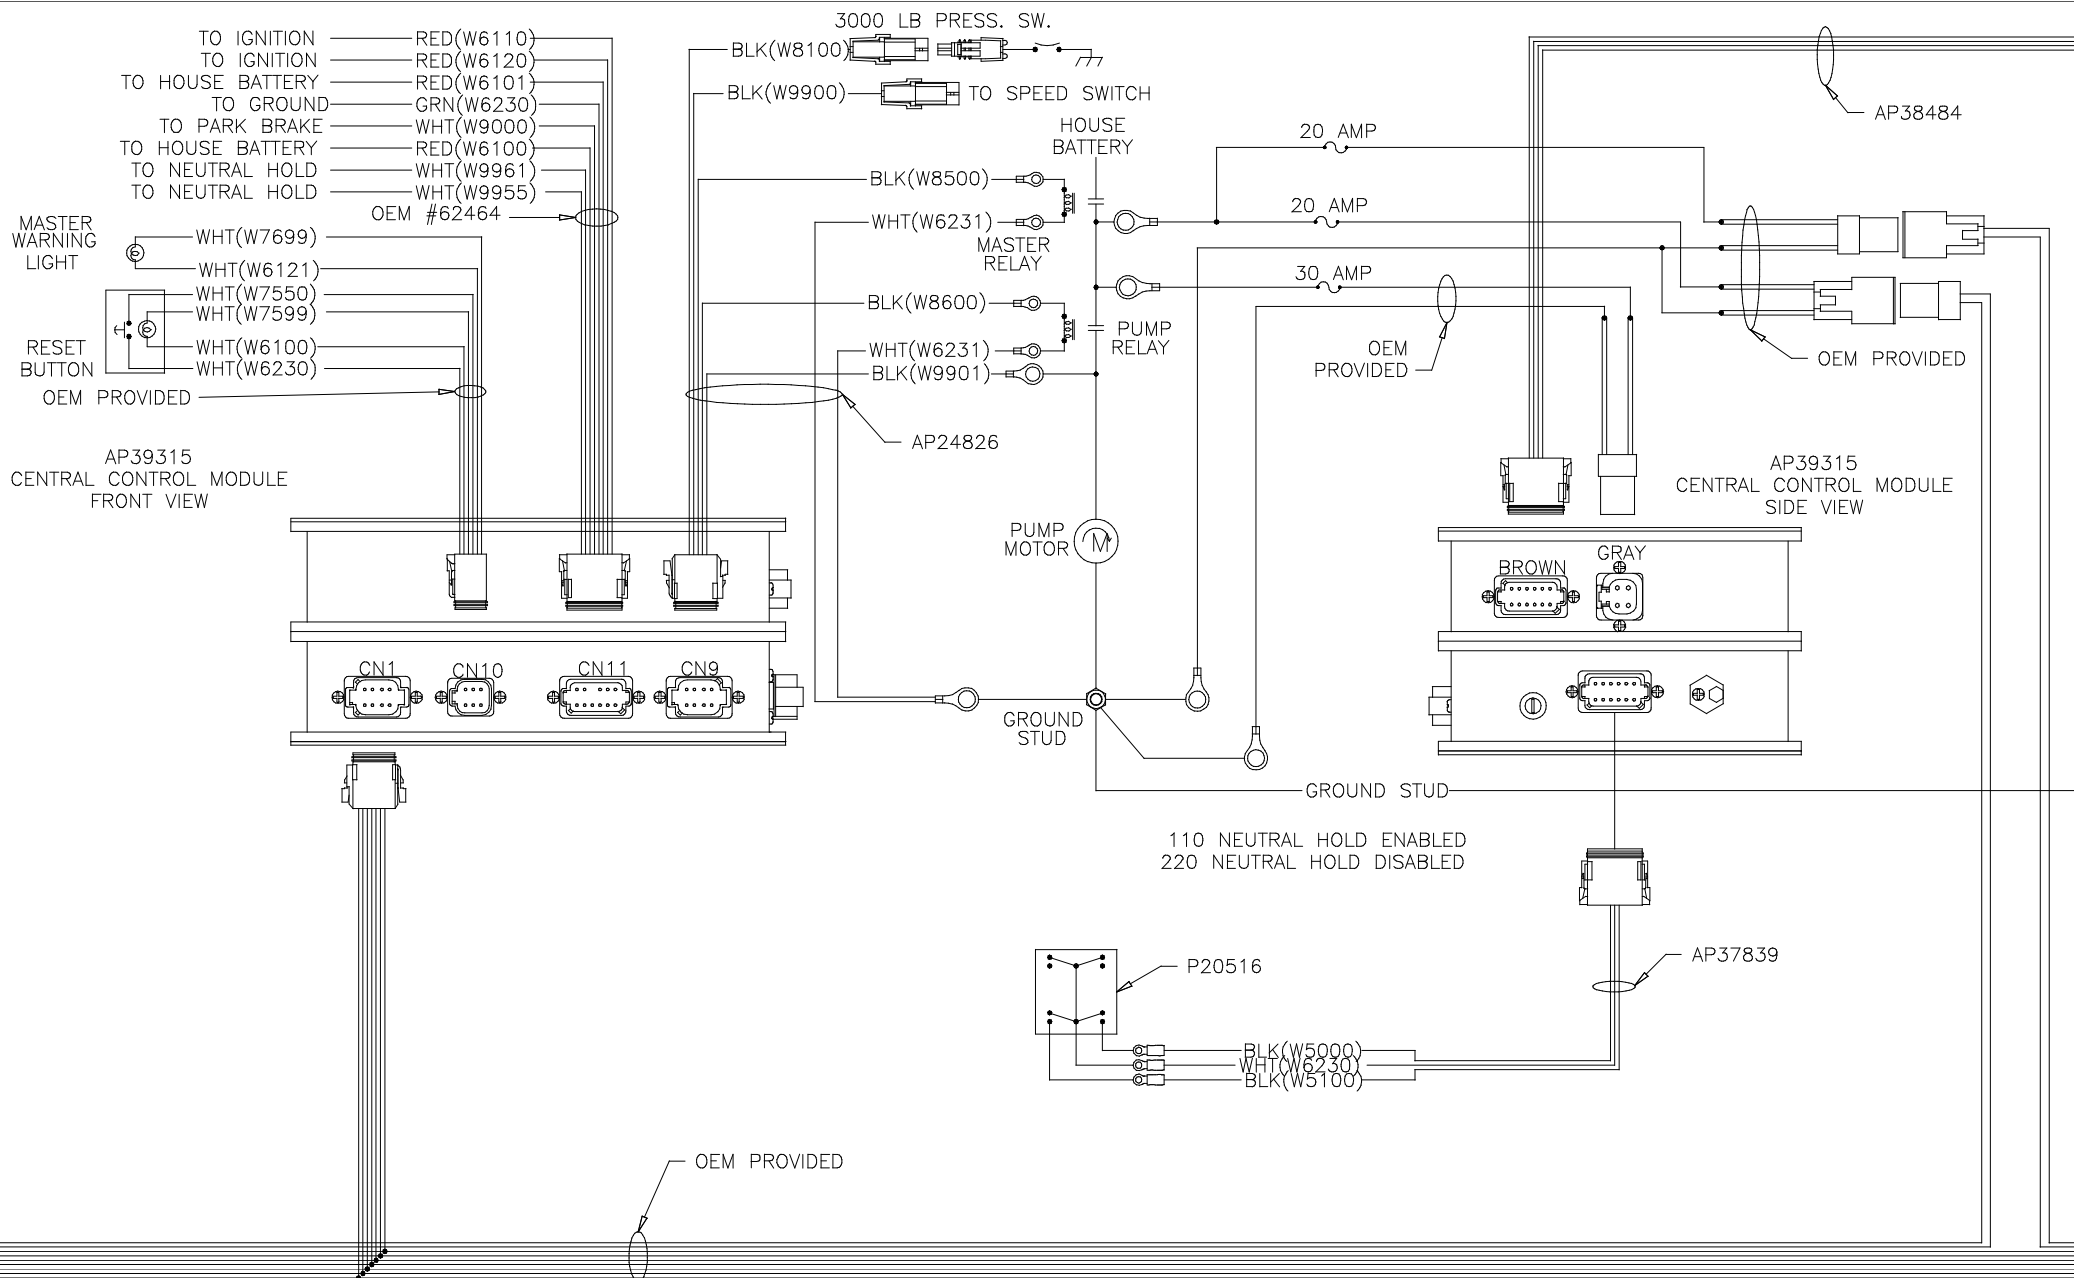 3000 LB PRESS. SW.
TO IGNITION RED(W6110)
TO IGNITION RED(W6120)
TO HOUSE BATTERY RED(W6101)
TO GROUND GRN(W6230)
TO PARK BRAKE WHT(W9000)
TO HOUSE BATTERY RED(W6100)
TO NEUTRAL HOLD WHT(W9961)
TO NEUTRAL HOLD WHT(W9955)
OEM #62464
BLK(W8100)
BLK(W9900) TO SPEED SWITCH
MASTER
WARNING
LIGHT
WHT(W7699)
WHT(W6121)
WHT(W7550)
WHT(W7599)
WHT(W6100)
WHT(W6230)
RESET
BUTTON
OEM PROVIDED
HOUSE
BATTERY
BLK(W8500)
WHT(W6231)
MASTER
RELAY
BLK(W8600)
PUMP
RELAY
WHT(W6231)
BLK(W9901)
AP24826
20 AMP
20 AMP
30 AMP
AP38484
OEM
PROVIDED
OEM PROVIDED
AP39315
CENTRAL CONTROL MODULE
FRONT VIEW
AP39315
CENTRAL CONTROL MODULE
SIDE VIEW
PUMP
MOTOR
M
BROWN
GRAY
CN1
CN10
CN11
CN9
GROUND
STUD
GROUND STUD
110 NEUTRAL HOLD ENABLED
220 NEUTRAL HOLD DISABLED
P20516
AP37839
BLK(W5000)
WHT(W6230)
BLK(W5100)
OEM PROVIDED